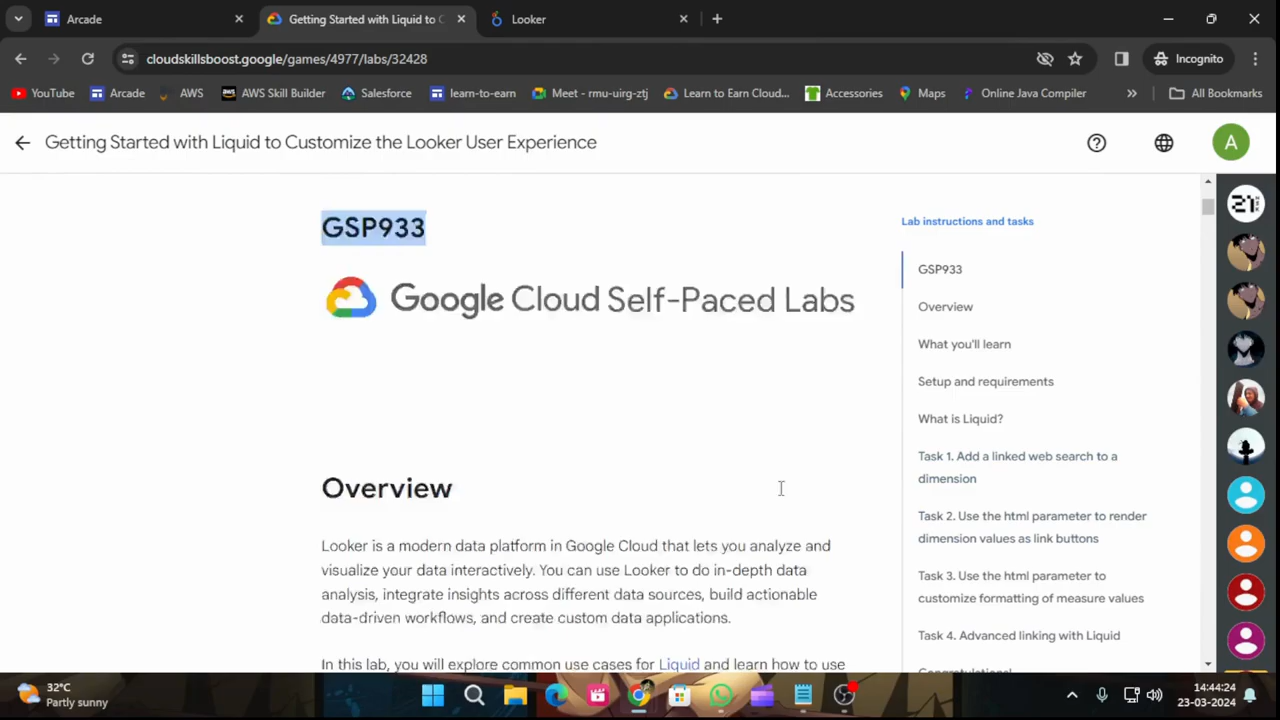 Arcade
Getting Started with Liquid to C
Looker
cloudskillsboost.google/games/4977/labs/32428
Incognito
YouTube
Arcade
AWS
AWS Skill Builder
Salesforce
learn-to-earn
Meet - rmu-uirg-ztj
Learn to Earn Cloud...
Accessories
Maps
Online Java Compiler
All Bookmarks
Getting Started with Liquid to Customize the Looker User Experience
A
GSP933
Google Cloud Self-Paced Labs
Overview
Looker is a modern data platform in Google Cloud that lets you analyze and
visualize your data interactively. You can use Looker to do in-depth data
analysis, integrate insights across different data sources, build actionable
data-driven workflows, and create custom data applications.
In this lab, you will explore common use cases for Liquid and learn how to use
Lab instructions and tasks
GSP933
Overview
What you'll learn
Setup and requirements
What is Liquid?
Task 1. Add a linked web search to a
dimension
Task 2. Use the html parameter to render
dimension values as link buttons
Task 3. Use the html parameter to
customize formatting of measure values
Task 4. Advanced linking with Liquid
Congratulations!
32°C
Partly sunny
14:44:24
23-03-2024